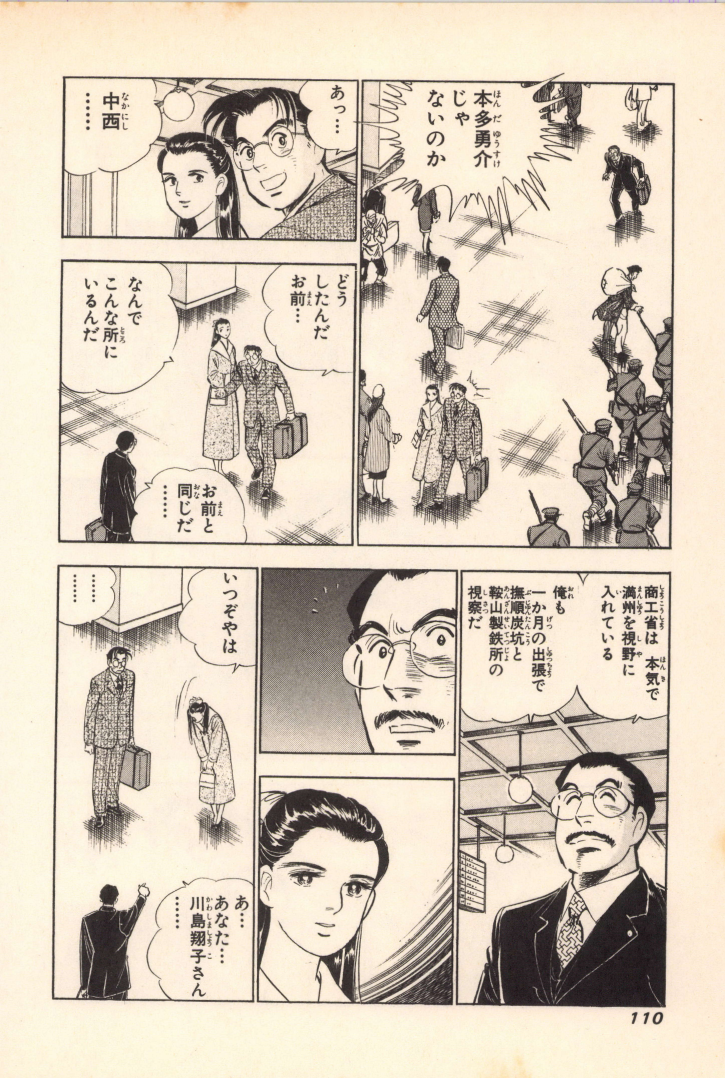 本多勇介
じゃ
ないのか
あっ…
中西
……
どう
したんだ
お前…
なんで
こんな所に
いるんだ
お前と
同じだ
……
商工省は 本気で
満州を視野に
入れている
俺も
一か月の出張で
撫順炭坑と
鞍山製鉄所の
視察だ
いつぞやは
……
……
あ…
あなた…
川島翔子さん
……
110